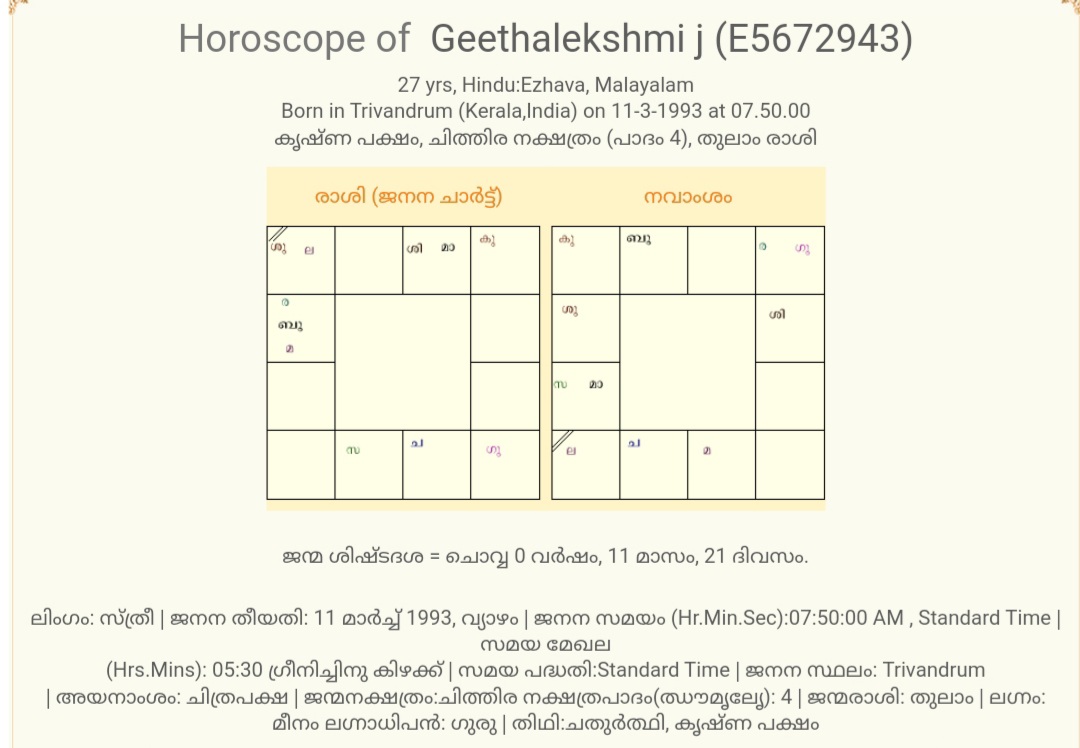 Horoscope of Geethalekshmi j (E5672943)
27 yrs, Hindu:Ezhava, Malayalam
Born in Trivandrum (Kerala,India) on 11-3-1993 at 07.50.00
കൃഷ്ണ പക്ഷം, ചിത്തിര നക്ഷത്രം (പാദം 4), തുലാം രാശി
രാശി (ജനന ചാർട്ട്)
ശു ല
ശി മാ
കു
ര
ബു
മ
സ
ച
ഗു
നവാംശം
കു
ബു
ര ഗു
ശു
ശി
സ മാ
ല
ച
മ
ജന്മ ശിഷ്ടദശ = ചൊവ്വ 0 വർഷം, 11 മാസം, 21 ദിവസം.
ലിംഗം: സ്ത്രീ | ജനന തീയതി: 11 മാർച്ച് 1993, വ്യാഴം | ജനന സമയം (Hr.Min.Sec):07:50:00 AM , Standard Time |
സമയ മേഖല
(Hrs.Mins): 05:30 ഗ്രീനിച്ചിനു കിഴക്ക് | സമയ പദ്ധതി:Standard Time | ജനന സ്ഥലം: Trivandrum
| അയനാംശം: ചിത്രപക്ഷ | ജന്മനക്ഷത്രം:ചിത്തിര നക്ഷത്രപാദം 4 | ജന്മരാശി: തുലാം | ലഗ്നം:
മീനം ലഗ്നാധിപൻ: ഗുരു | തിഥി:ചതുർത്ഥി, കൃഷ്ണ പക്ഷം